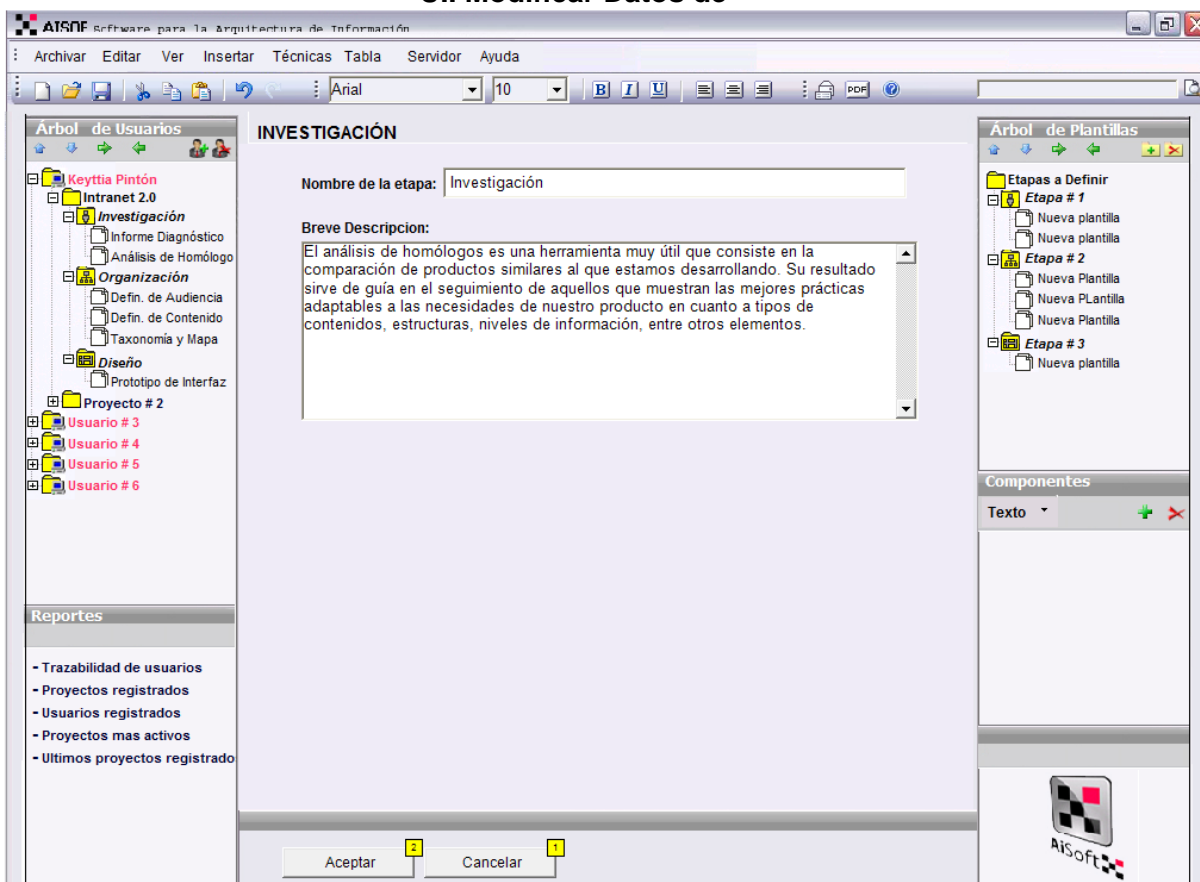 AISOF Software para la Arquitectura de Información
Archivar Editar Ver Insertar Técnicas Tabla Servidor Ayuda
Arial 10 B I U PDF
Árbol de Usuarios
Keyttia Pintón
Intranet 2.0
Investigación
Informe Diagnóstico
Análisis de Homólogo
Organización
Defin. de Audiencia
Defin. de Contenido
Taxonomía y Mapa
Diseño
Prototipo de Interfaz
Proyecto # 2
Usuario # 3
Usuario # 4
Usuario # 5
Usuario # 6
Reportes
- Trazabilidad de usuarios
- Proyectos registrados
- Usuarios registrados
- Proyectos mas activos
- Ultimos proyectos registrado
INVESTIGACIÓN
Nombre de la etapa: Investigación
Breve Descripcion:
El análisis de homólogos es una herramienta muy útil que consiste en la
comparación de productos similares al que estamos desarrollando. Su resultado
sirve de guía en el seguimiento de aquellos que muestran las mejores prácticas
adaptables a las necesidades de nuestro producto en cuanto a tipos de
contenidos, estructuras, niveles de información, entre otros elementos.
Aceptar 2 Cancelar 1
Árbol de Plantillas
Etapas a Definir
Etapa # 1
Nueva plantilla
Nueva plantilla
Etapa # 2
Nueva Plantilla
Nueva PLantilla
Nueva Plantilla
Etapa # 3
Nueva plantilla
Componentes
Texto
AiSoft